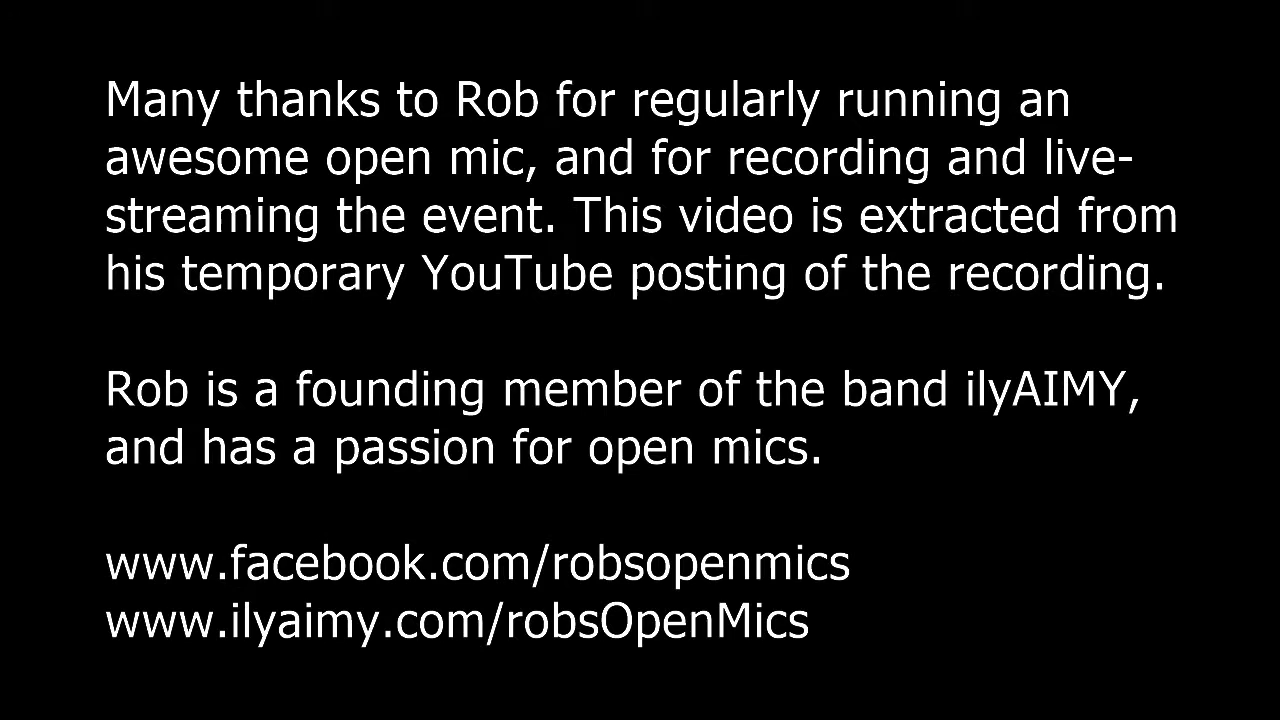 Many thanks to Rob for regularly running an
awesome open mic, and for recording and live-
streaming the event. This video is extracted from
his temporary YouTube posting of the recording.
Rob is a founding member of the band ilyAIMY,
and has a passion for open mics.
www.facebook.com/robsopenmics
www.ilyaimy.com/robsOpenMics